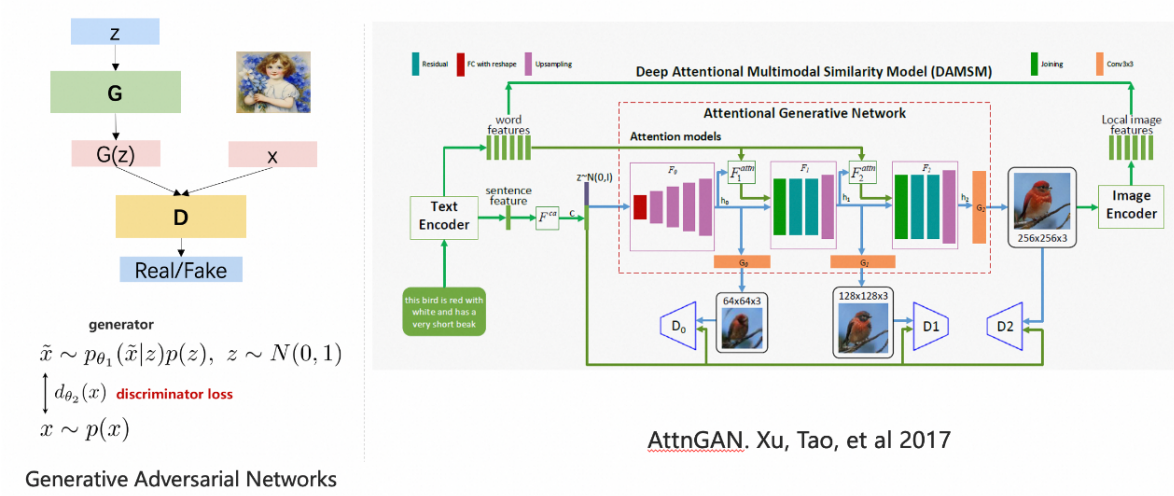 z
G
G(z)
x
D
Real/Fake
generator
x̃ ∼ p_θ₁(x̃|z)p(z), z ∼ N(0, 1)
d_θ₂(x) discriminator loss
x ∼ p(x)
Generative Adversarial Networks
Residual
FC with reshape
Upsampling
Joining
Conv3x3
Deep Attentional Multimodal Similarity Model (DAMSM)
Attentional Generative Network
word
features
Attention models
Local image
features
z~N(0,I)
F₀
F₁^attn
F₁
F₂^attn
F₂
sentence
feature
Text
Encoder
F^ca
c
h₀
h₁
h₂
G₂
256x256x3
Image
Encoder
G₀
G₁
this bird is red with
white and has a
very short beak
64x64x3
128x128x3
D₀
D1
D2
AttnGAN. Xu, Tao, et al 2017